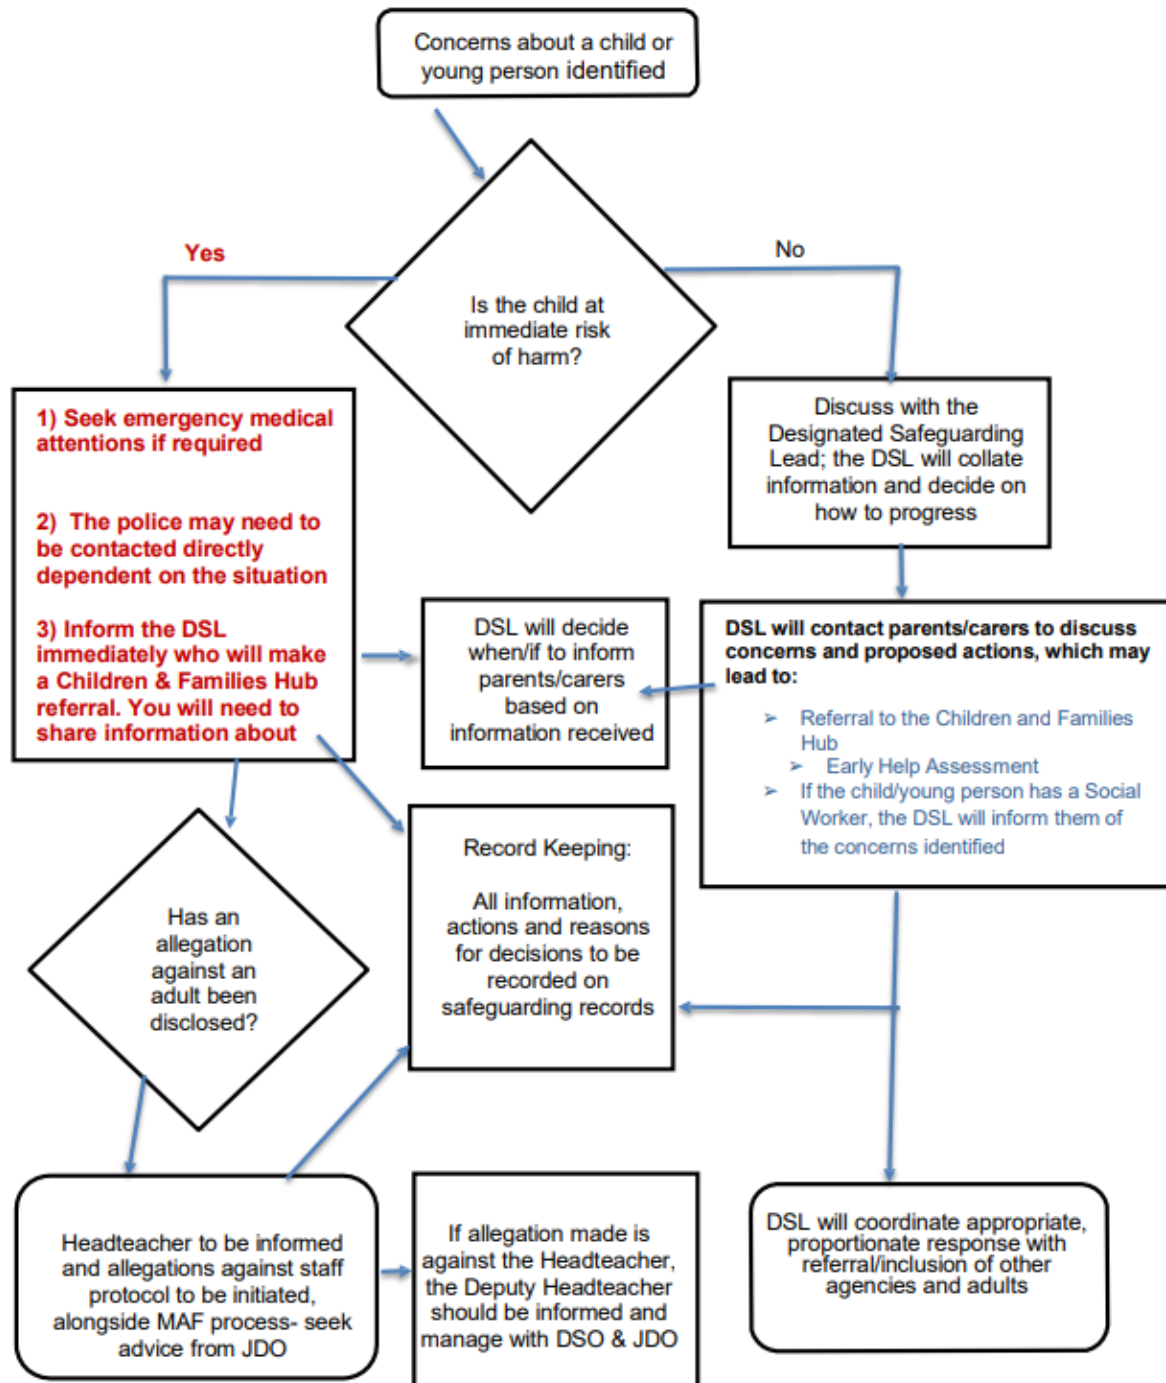 Concerns about a child or
young person identified
Yes
No
Is the child at
immediate risk
of harm?
1) Seek emergency medical
attentions if required
2) The police may need to
be contacted directly
dependent on the situation
3) Inform the DSL
immediately who will make
a Children & Families Hub
referral. You will need to
share information about
Discuss with the
Designated Safeguarding
Lead; the DSL will collate
information and decide on
how to progress
DSL will decide
when/if to inform
parents/carers
based on
information received
DSL will contact parents/carers to discuss
concerns and proposed actions, which may
lead to:
➢ Referral to the Children and Families
Hub
➢ Early Help Assessment
➢ If the child/young person has a Social
Worker, the DSL will inform them of
the concerns identified
Record Keeping:
All information,
actions and reasons
for decisions to be
recorded on
safeguarding records
Has an
allegation
against an
adult been
disclosed?
Headteacher to be informed
and allegations against staff
protocol to be initiated,
alongside MAF process- seek
advice from JDO
If allegation made is
against the Headteacher,
the Deputy Headteacher
should be informed and
manage with DSO & JDO
DSL will coordinate appropriate,
proportionate response with
referral/inclusion of other
agencies and adults